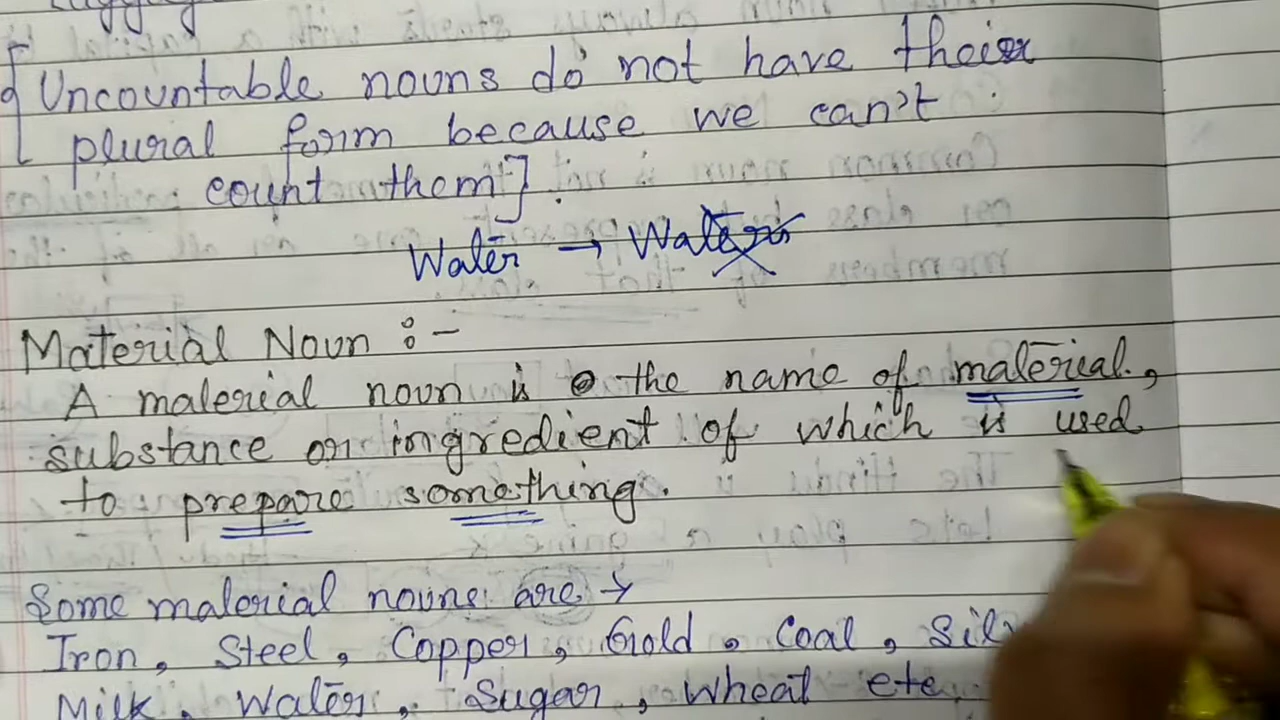 [Uncountable nouns do not have their
plural form because we can't
count them].
Water → Waters
Material Noun :-
A material noun is the name of material,
substance or ingredient of which is used
to prepare something.
Some material nouns are →
Iron, Steel, Copper, Gold, Coal,
Milk, Water, Sugar, Wheat etc